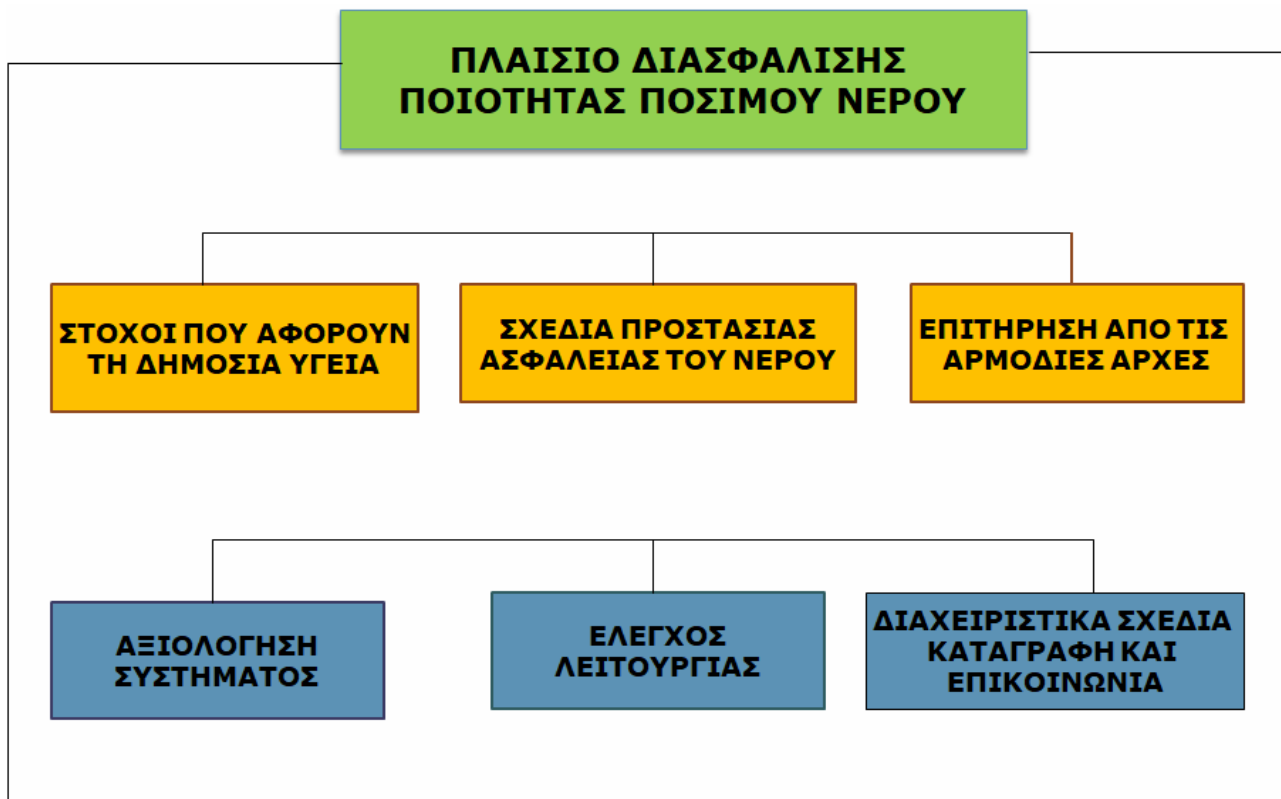 ΠΛΑΙΣΙΟ ΔΙΑΣΦΑΛΙΣΗΣ
ΠΟΙΟΤΗΤΑΣ ΠΟΣΙΜΟΥ ΝΕΡΟΥ
ΣΤΟΧΟΙ ΠΟΥ ΑΦΟΡΟΥΝ
ΤΗ ΔΗΜΟΣΙΑ ΥΓΕΙΑ
ΣΧΕΔΙΑ ΠΡΟΣΤΑΣΙΑΣ
ΑΣΦΑΛΕΙΑΣ ΤΟΥ ΝΕΡΟΥ
ΕΠΙΤΗΡΗΣΗ ΑΠΟ ΤΙΣ
ΑΡΜΟΔΙΕΣ ΑΡΧΕΣ
ΑΞΙΟΛΟΓΗΣΗ
ΣΥΣΤΗΜΑΤΟΣ
ΕΛΕΓΧΟΣ
ΛΕΙΤΟΥΡΓΙΑΣ
ΔΙΑΧΕΙΡΙΣΤΙΚΑ ΣΧΕΔΙΑ
ΚΑΤΑΓΡΑΦΗ ΚΑΙ
ΕΠΙΚΟΙΝΩΝΙΑ